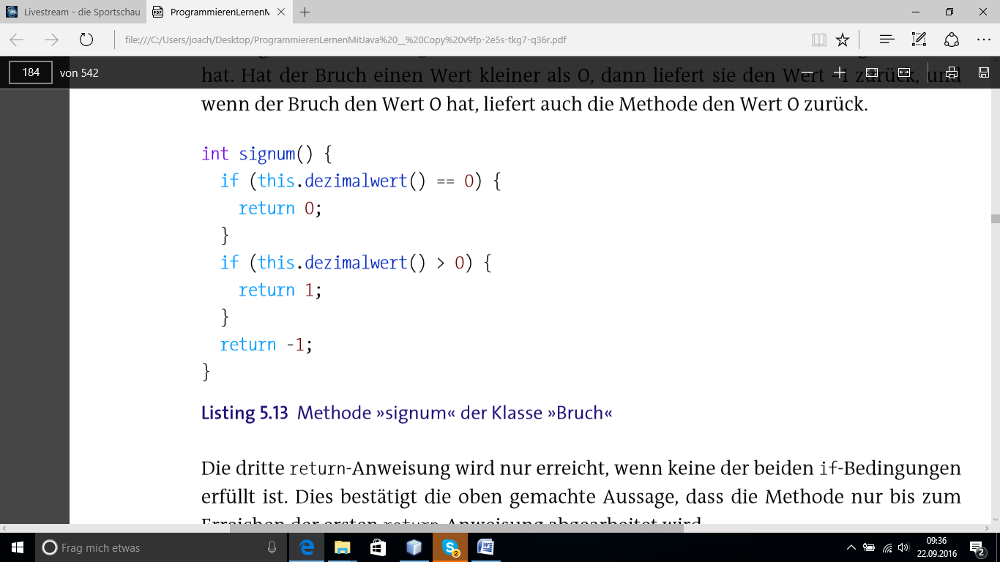 Livestream - die Sportschau
ProgrammierenLernenM
file:///C:/Users/joach/Desktop/ProgrammierenLernenMitJava%20__%20Copy%20v9fp-2e5s-tkg7-q36r.pdf
184 von 542
hat. Hat der Bruch einen Wert kleiner als 0, dann liefert sie den Wert –1 zurück, und
wenn der Bruch den Wert 0 hat, liefert auch die Methode den Wert 0 zurück.
int signum() {
if (this.dezimalwert() == 0) {
return 0;
}
if (this.dezimalwert() > 0) {
return 1;
}
return -1;
}
Listing 5.13 Methode »signum« der Klasse »Bruch«
Die dritte return-Anweisung wird nur erreicht, wenn keine der beiden if-Bedingungen
erfüllt ist. Dies bestätigt die oben gemachte Aussage, dass die Methode nur bis zum
Erreichen der ersten return-Anweisung abgearbeitet wird.
Frag mich etwas
09:36
22.09.2016
2
2